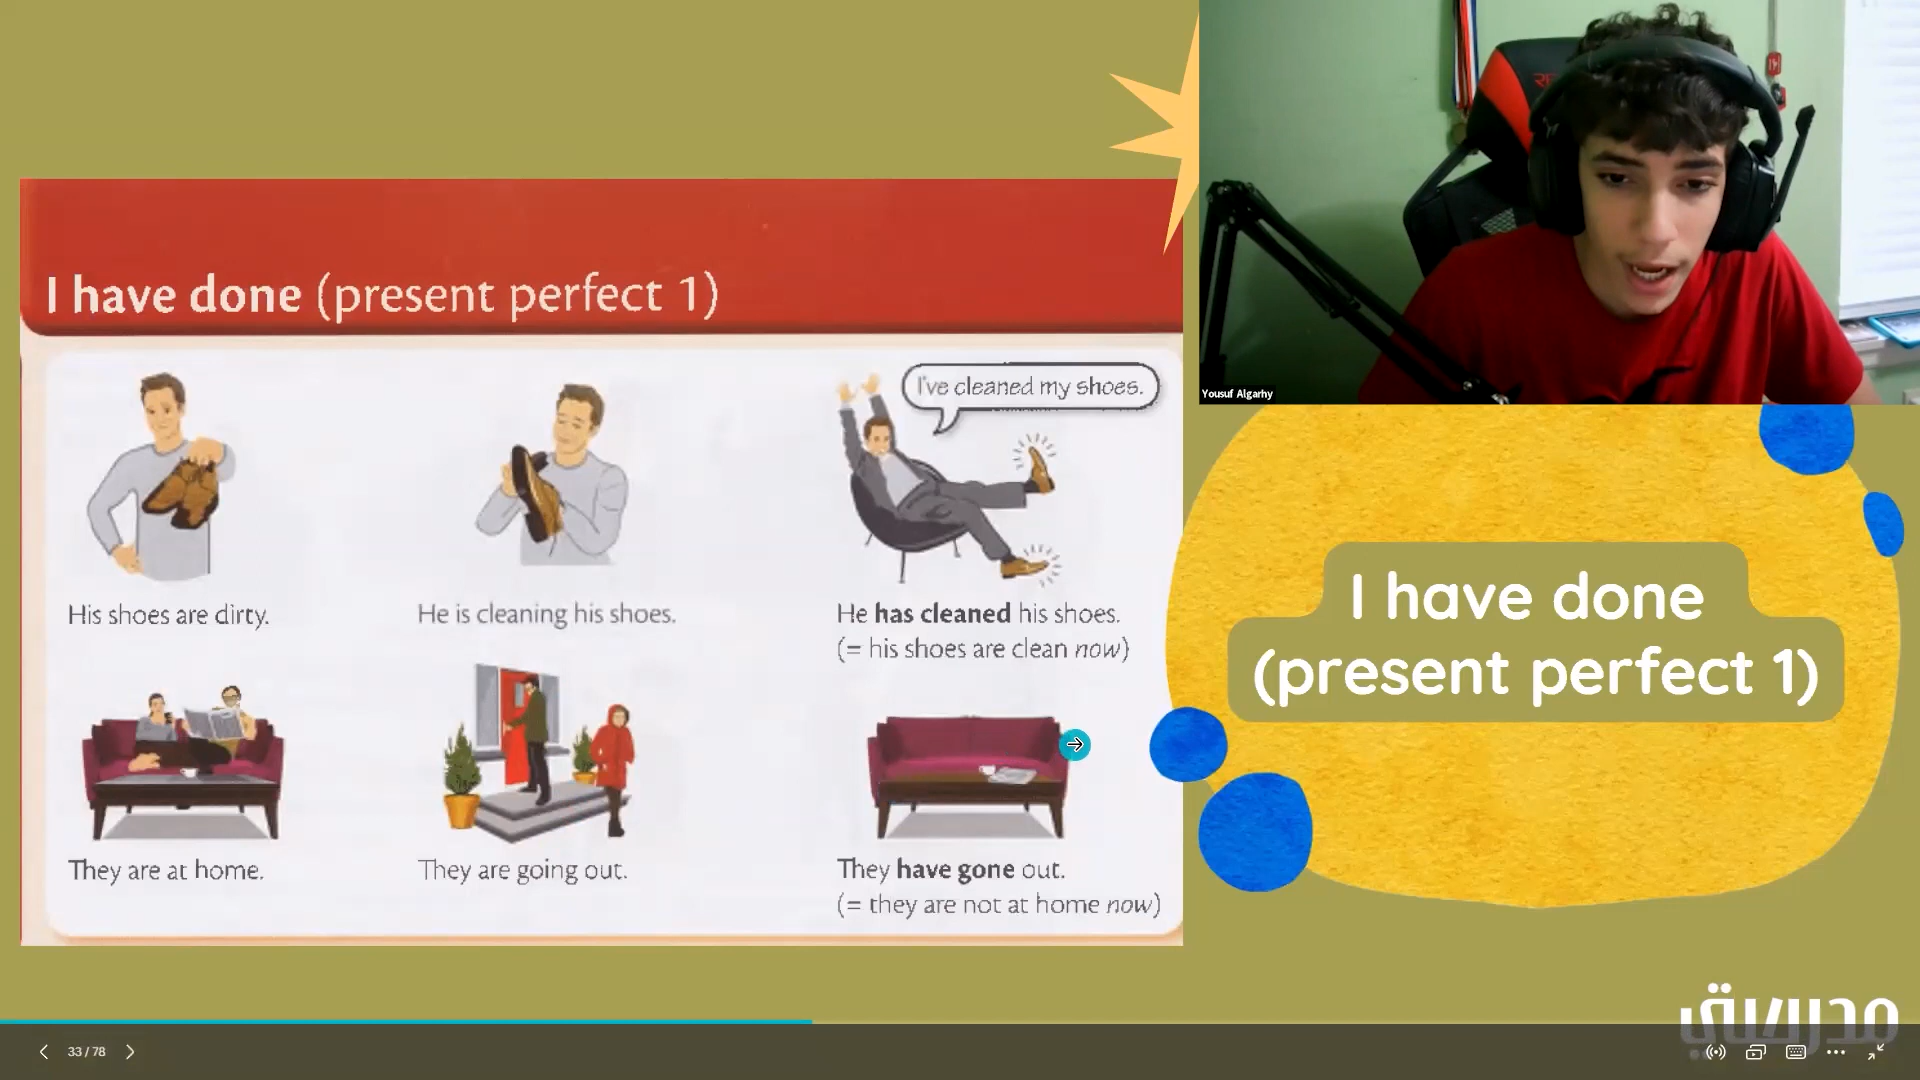 I have done (present perfect 1)
I've cleaned my shoes.
His shoes are dirty.
He is cleaning his shoes.
He has cleaned his shoes.
(= his shoes are clean now)
They are at home.
They are going out.
They have gone out.
(= they are not at home now)
Yousuf Algarhy
I have done
(present perfect 1)
مدرستي
33 / 78